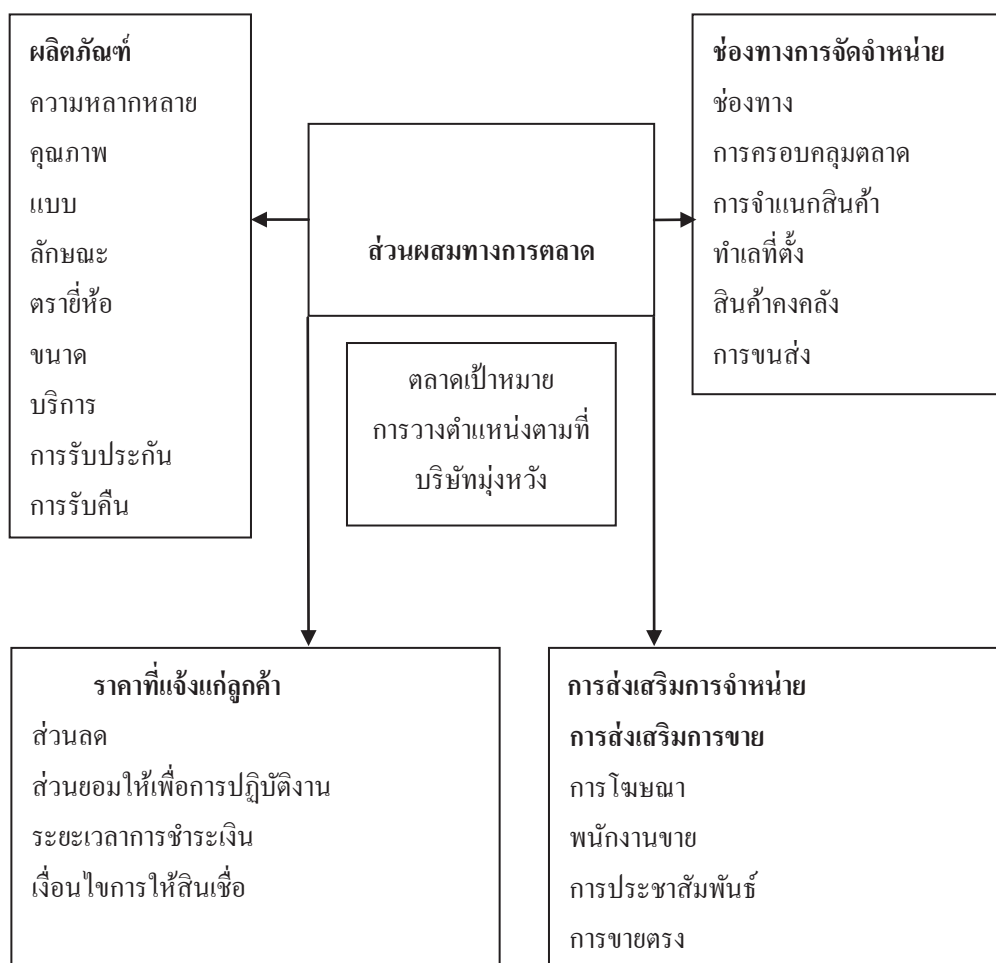 ผลิตภัณฑ์
ความหลากหลาย
คุณภาพ
แบบ
ลักษณะ
ตรายี่ห้อ
ขนาด
บริการ
การรับประกัน
การรับคืน
ส่วนผสมทางการตลาด
ตลาดเป้าหมาย
การวางตำแหน่งตามที่
บริษัทมุ่งหวัง
ช่องทางการจัดจำหน่าย
ช่องทาง
การครอบคลุมตลาด
การจำแนกสินค้า
ทำเลที่ตั้ง
สินค้าคงคลัง
การขนส่ง
ราคาที่แจ้งแก่ลูกค้า
ส่วนลด
ส่วนยอมให้เพื่อการปฏิบัติงาน
ระยะเวลาการชำระเงิน
เงื่อนไขการให้สินเชื่อ
การส่งเสริมการจำหน่าย
การส่งเสริมการขาย
การโฆษณา
พนักงานขาย
การประชาสัมพันธ์
การขายตรง